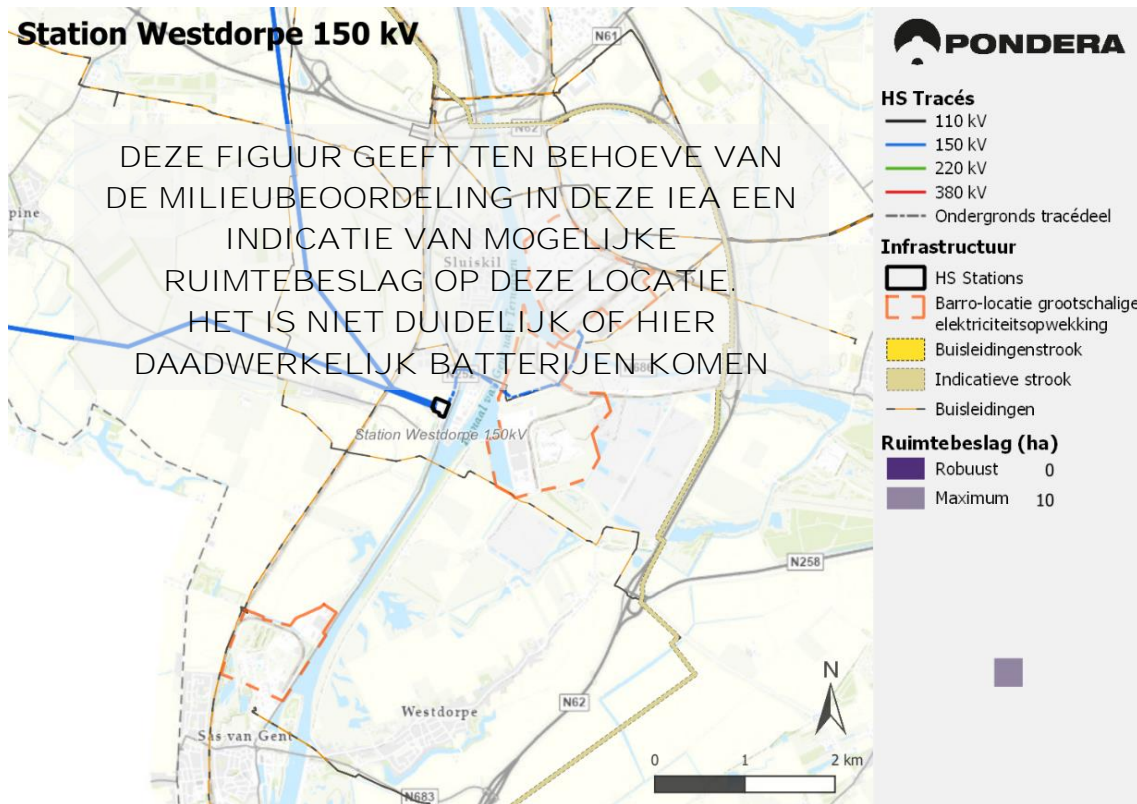 Station Westdorpe 150 kV
N61
N62
DEZE FIGUUR GEEFT TEN BEHOEVE VAN
DE MILIEUBEOORDELING IN DEZE IEA EEN
INDICATIE VAN MOGELIJKE
RUIMTEBESLAG OP DEZE LOCATIE.
HET IS NIET DUIDELIJK OF HIER
DAADWERKELIJK BATTERIJEN KOMEN
pine
Sluiskil
Station Westdorpe 150kV
N258
N62
Westdorpe
Sas van Gent
N683
N
0 1 2 km
PONDERA
HS Tracés
110 kV
150 kV
220 kV
380 kV
Ondergronds tracédeel
Infrastructuur
HS Stations
Barro-locatie grootschalige
elektriciteitsopwekking
Buisleidingenstrook
Indicatieve strook
Buisleidingen
Ruimtebeslag (ha)
Robuust 0
Maximum 10